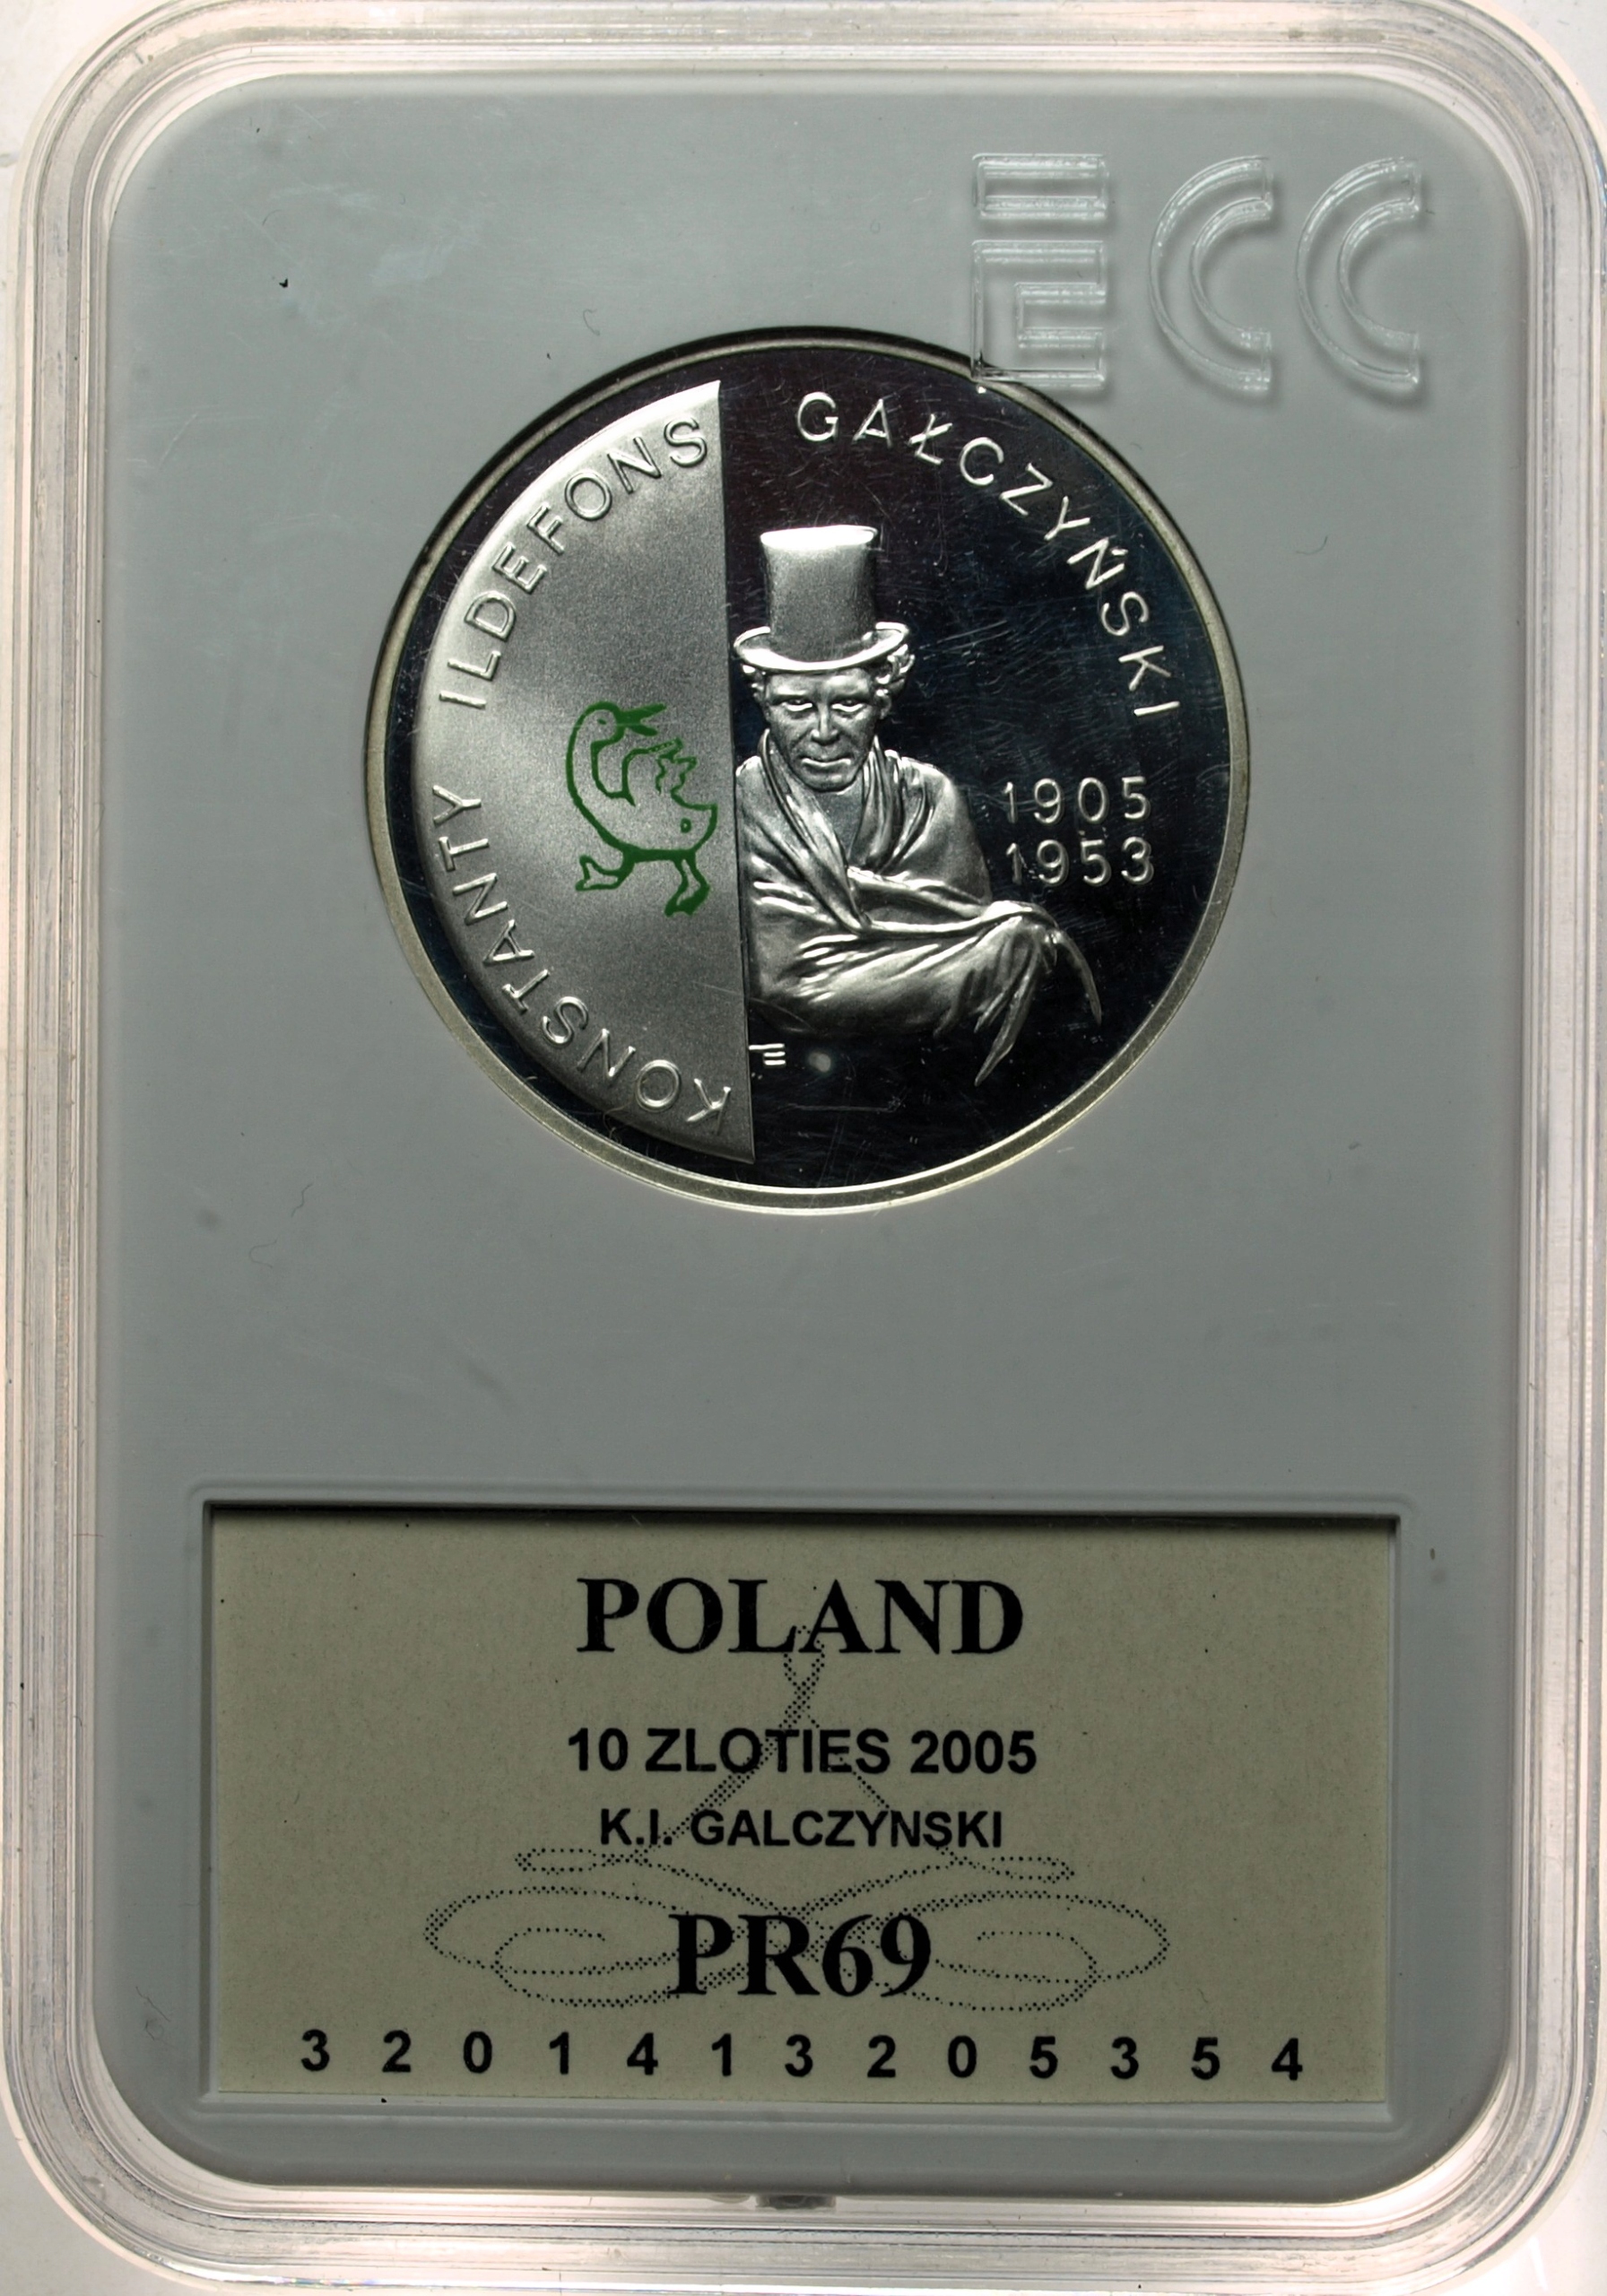 ECC
KONSTANTY ILDEFONS
GAŁCZYŃSKI
1905
1953
POLAND
10 ZLOTIES 2005
K.I. GALCZYNSKI
PR69
3 2 0 1 4 1 3 2 0 5 3 5 4